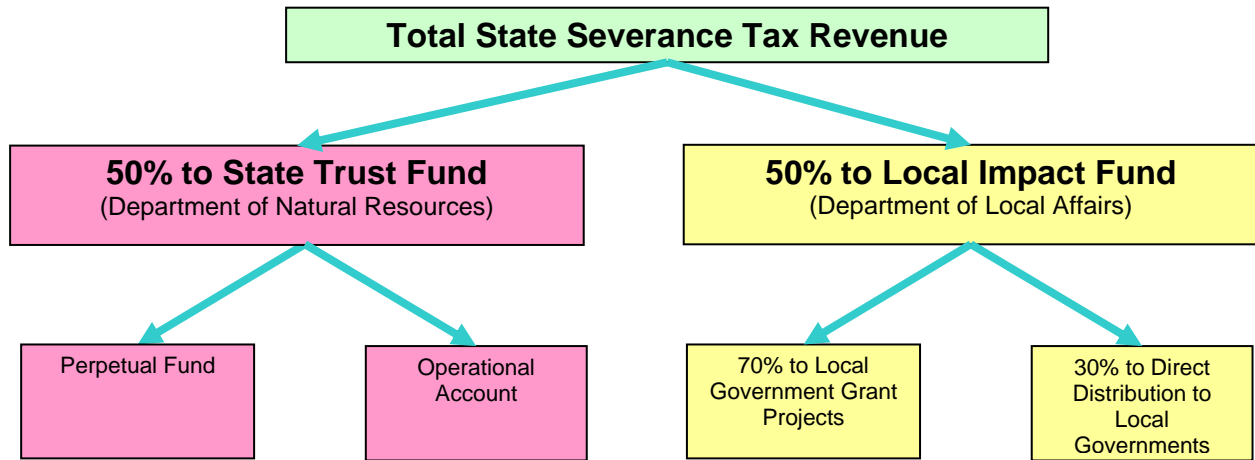 Total State Severance Tax Revenue
50% to State Trust Fund
(Department of Natural Resources)
50% to Local Impact Fund
(Department of Local Affairs)
Perpetual Fund
Operational
Account
70% to Local
Government Grant
Projects
30% to Direct
Distribution to
Local
Governments